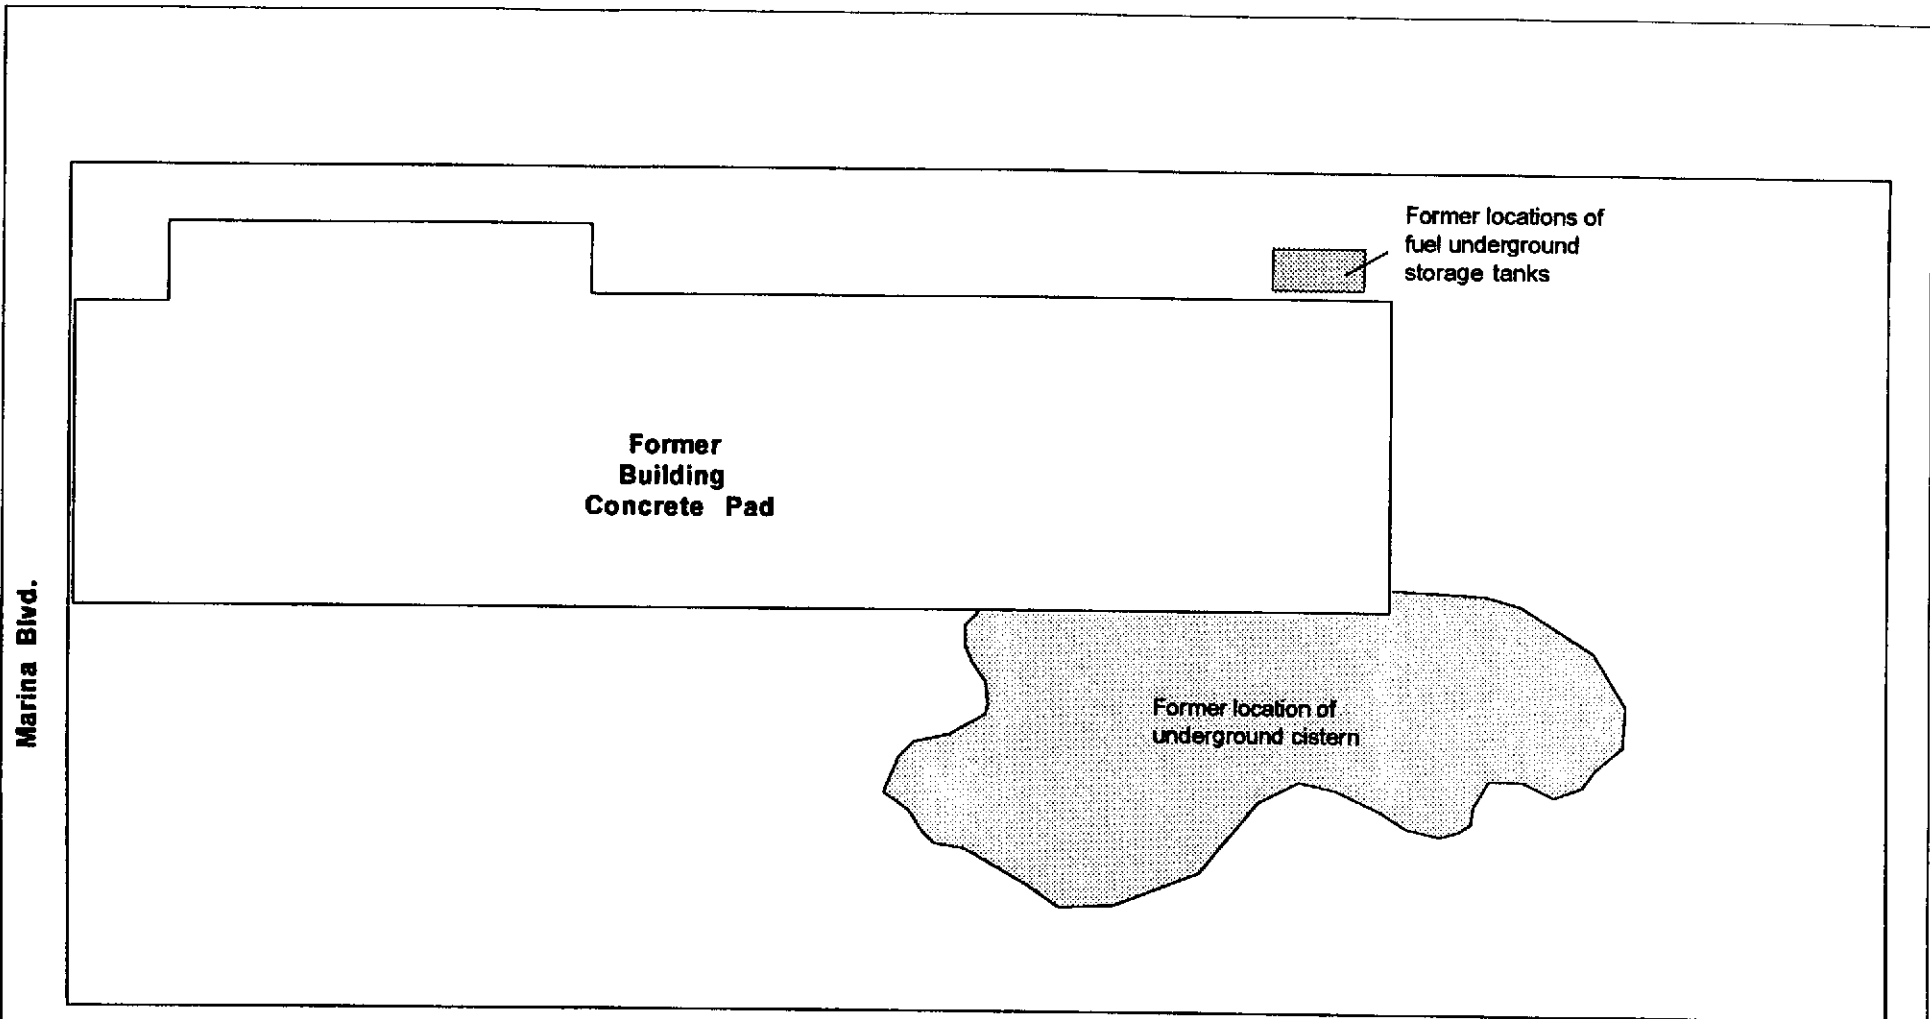 Former locations of
fuel underground
storage tanks
Former
Building
Concrete Pad
Marina Blvd.
Former location of
underground cistern